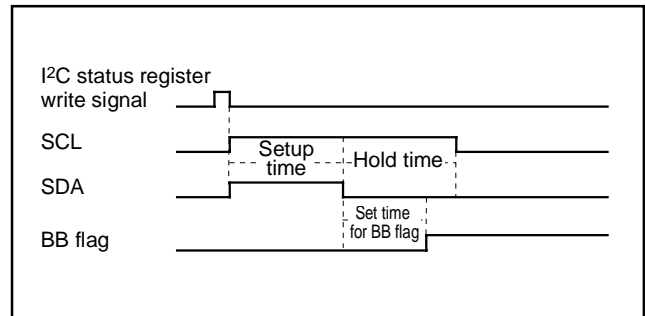 I²C status register
write signal
SCL
Setup
time
Hold time
SDA
Set time
for BB flag
BB flag